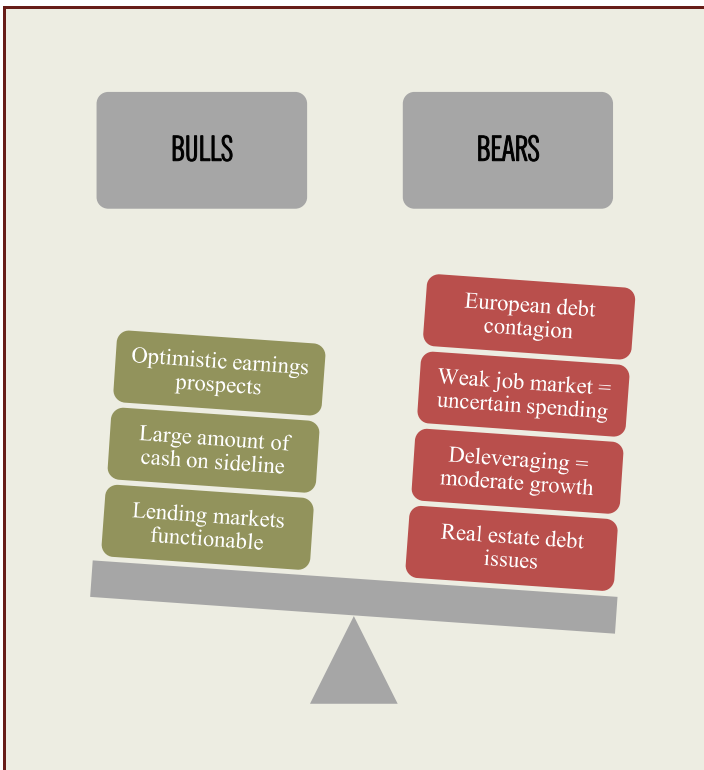 BULLS
BEARS
Optimistic earnings
prospects
Large amount of
cash on sideline
Lending markets
functionable
European debt
contagion
Weak job market =
uncertain spending
Deleveraging =
moderate growth
Real estate debt
issues